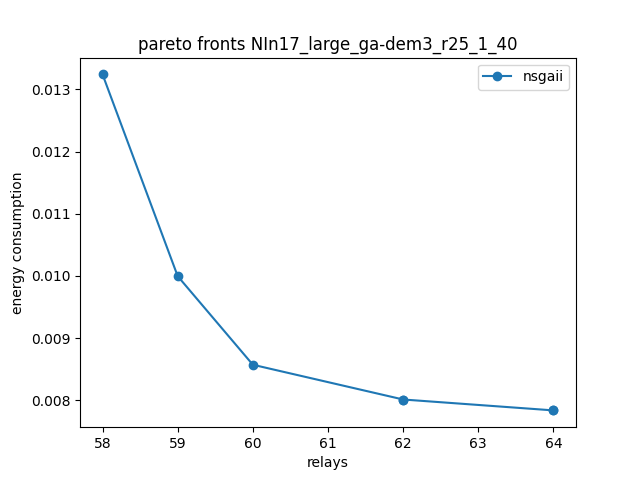 pareto fronts NIn17_large_ga-dem3_r25_1_40
nsgaii
energy consumption
0.013
0.012
0.011
0.010
0.009
0.008
58 59 60 61 62 63 64
relays